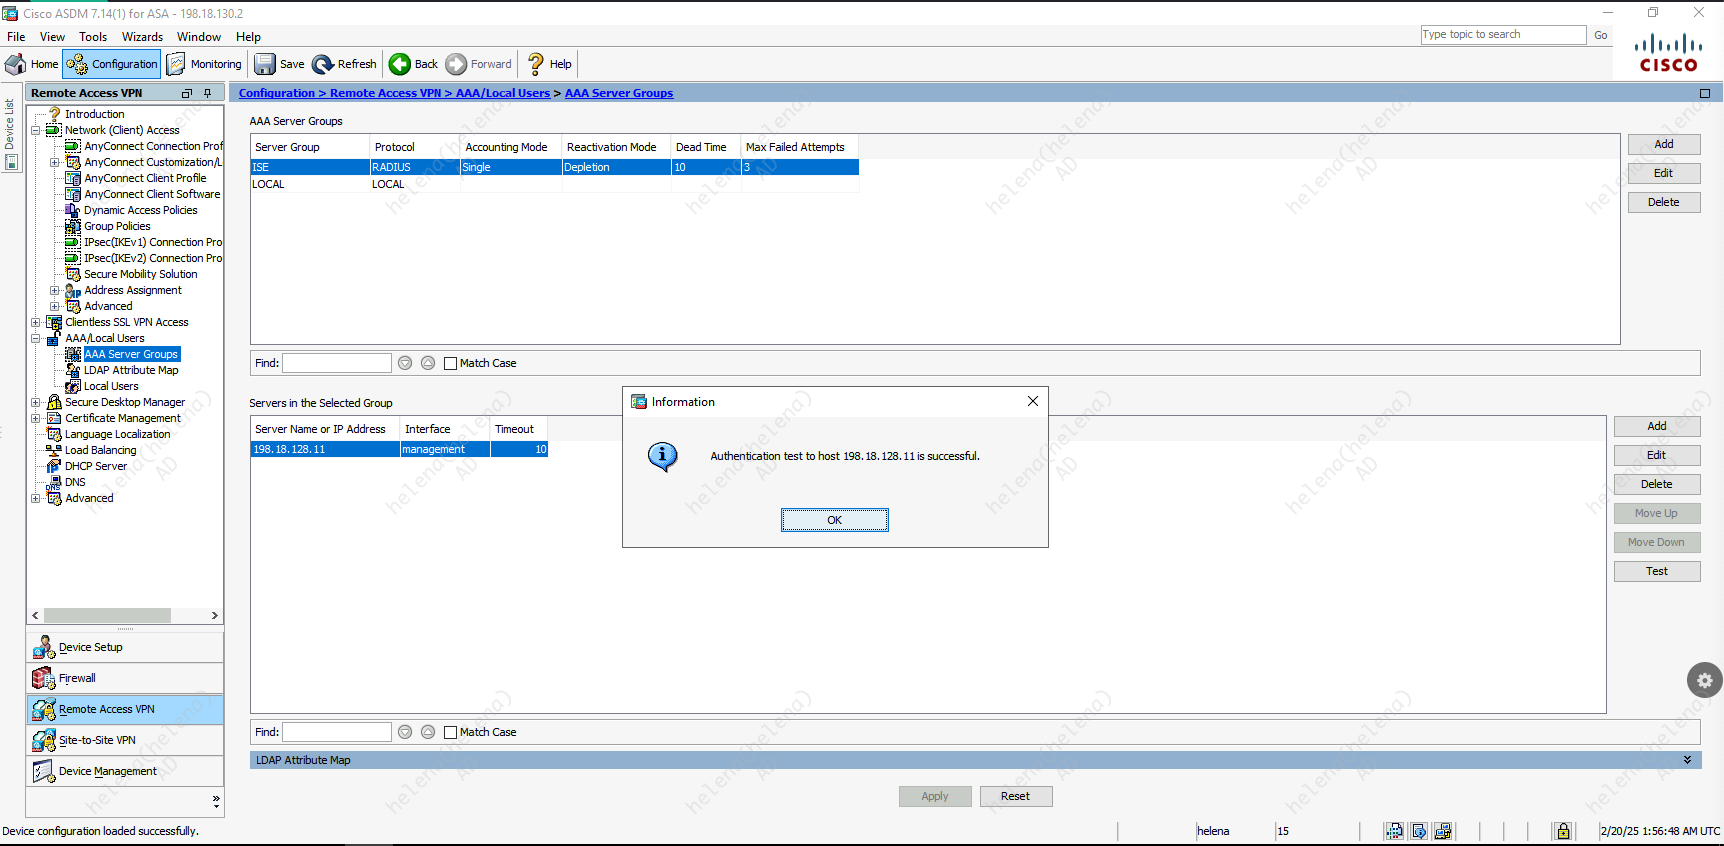 Cisco ASDM 7.14(1) for ASA - 198.18.130.2
File View Tools Wizards Window Help
Type topic to search Go
Home Configuration Monitoring Save Refresh Back Forward Help
CISCO
Device List
Remote Access VPN
Configuration > Remote Access VPN > AAA/Local Users > AAA Server Groups
Introduction
Network (Client) Access
AnyConnect Connection Prof
AnyConnect Customization/L
AnyConnect Client Profile
AnyConnect Client Software
Dynamic Access Policies
Group Policies
IPsec(IKEv1) Connection Pro
IPsec(IKEv2) Connection Pro
Secure Mobility Solution
Address Assignment
Advanced
Clientless SSL VPN Access
AAA/Local Users
AAA Server Groups
LDAP Attribute Map
Local Users
Secure Desktop Manager
Certificate Management
Language Localization
Load Balancing
DHCP Server
DNS
Advanced
Device Setup
Firewall
Remote Access VPN
Site-to-Site VPN
Device Management
AAA Server Groups
Server Group Protocol Accounting Mode Reactivation Mode Dead Time Max Failed Attempts
ISE RADIUS Single Depletion 10 3
LOCAL LOCAL
Add
Edit
Delete
Find: Match Case
Servers in the Selected Group
Server Name or IP Address Interface Timeout
198.18.128.11 management 10
Add
Edit
Delete
Move Up
Move Down
Test
Information
Authentication test to host 198.18.128.11 is successful.
OK
Find: Match Case
LDAP Attribute Map
Apply Reset
Device configuration loaded successfully.
helena 15 2/20/25 1:56:48 AM UTC
helena(helena)
AD